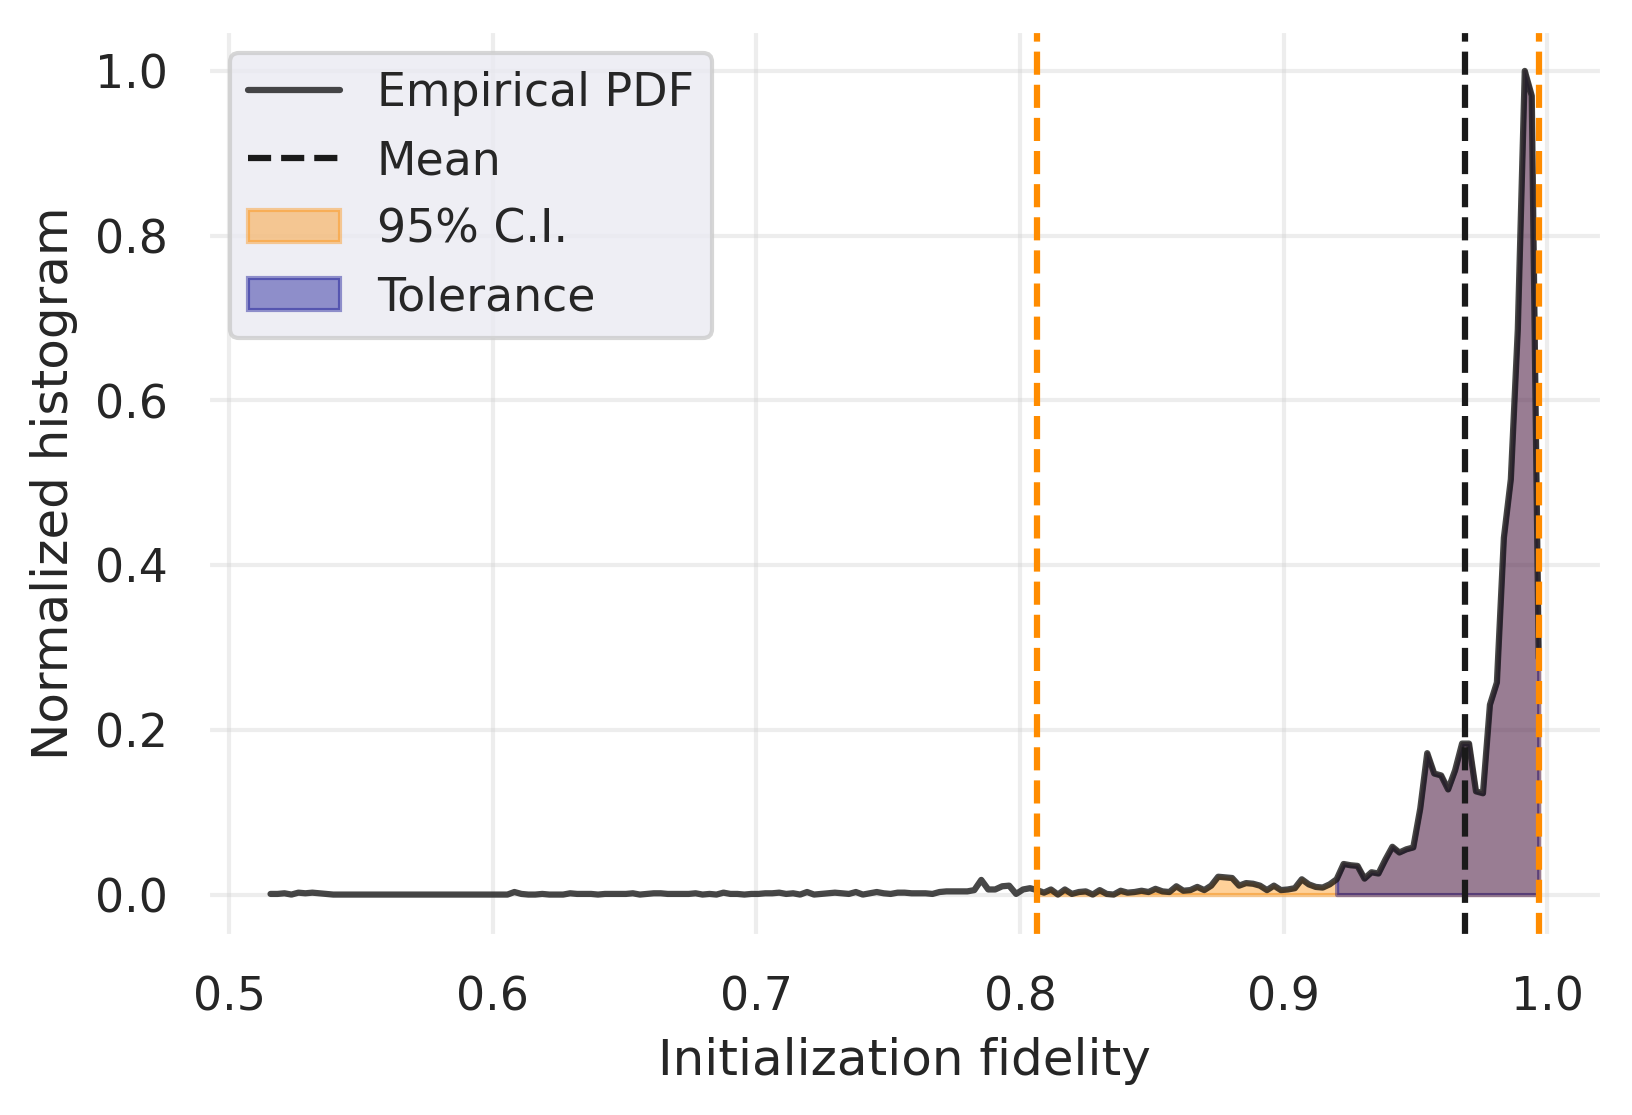 Empirical PDF
Mean
95% C.I.
Tolerance
1.0
0.8
0.6
0.4
0.2
0.0
Normalized histogram
0.5 0.6 0.7 0.8 0.9 1.0
Initialization fidelity